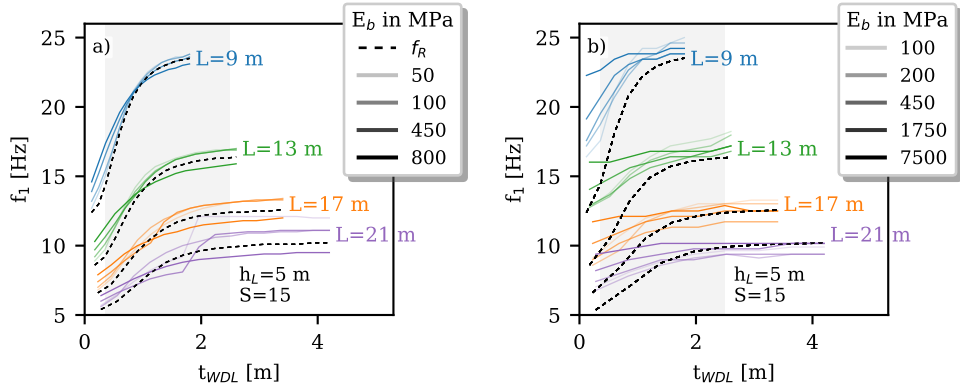 E_b in MPa
f_R
50
100
450
800
a)
L=9 m
L=13 m
L=17 m
L=21 m
h_L=5 m
S=15
25
20
15
10
5
f_1 [Hz]
0
2
4
t_WDL [m]
E_b in MPa
100
200
450
1750
7500
b)
L=9 m
L=13 m
L=17 m
L=21 m
h_L=5 m
S=15
25
20
15
10
5
f_1 [Hz]
0
2
4
t_WDL [m]